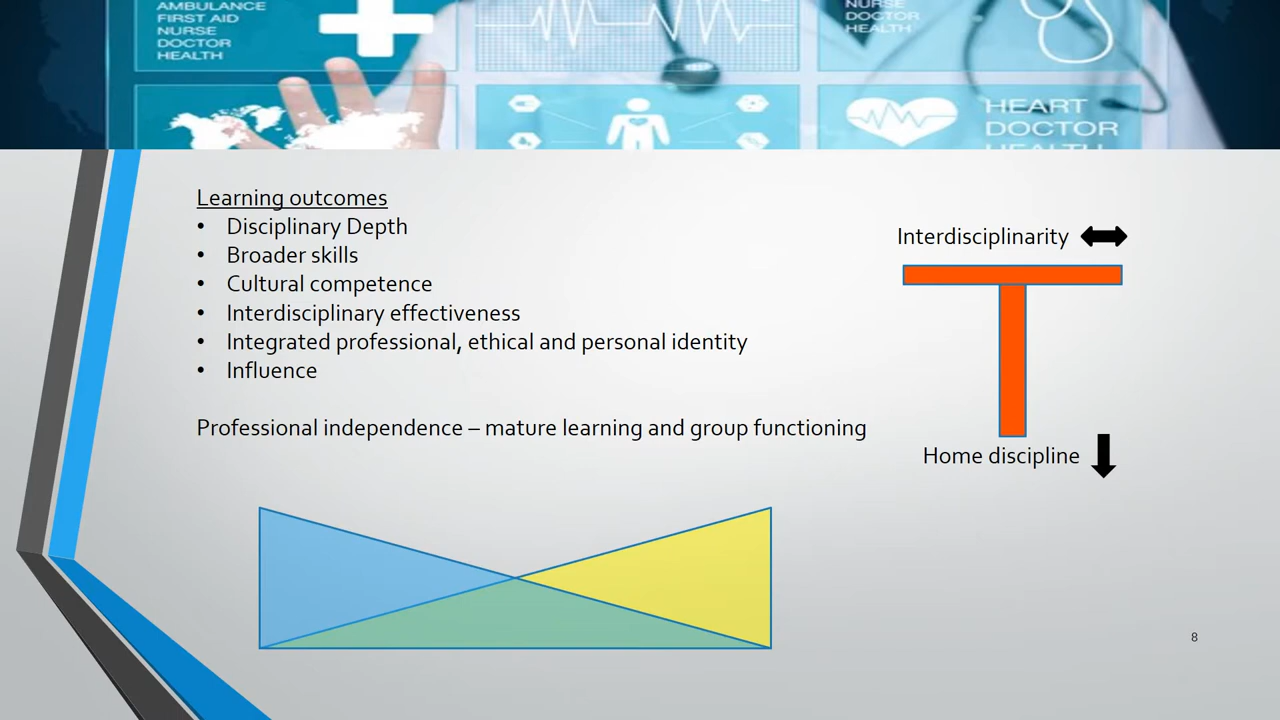 AMBULANCE
FIRST AID
NURSE
DOCTOR
HEALTH
NURSE
DOCTOR
HEALTH
HEART
DOCTOR
HEALTH
Learning outcomes
• Disciplinary Depth
• Broader skills
• Cultural competence
• Interdisciplinary effectiveness
• Integrated professional, ethical and personal identity
• Influence
Professional independence – mature learning and group functioning
Interdisciplinarity
Home discipline
8